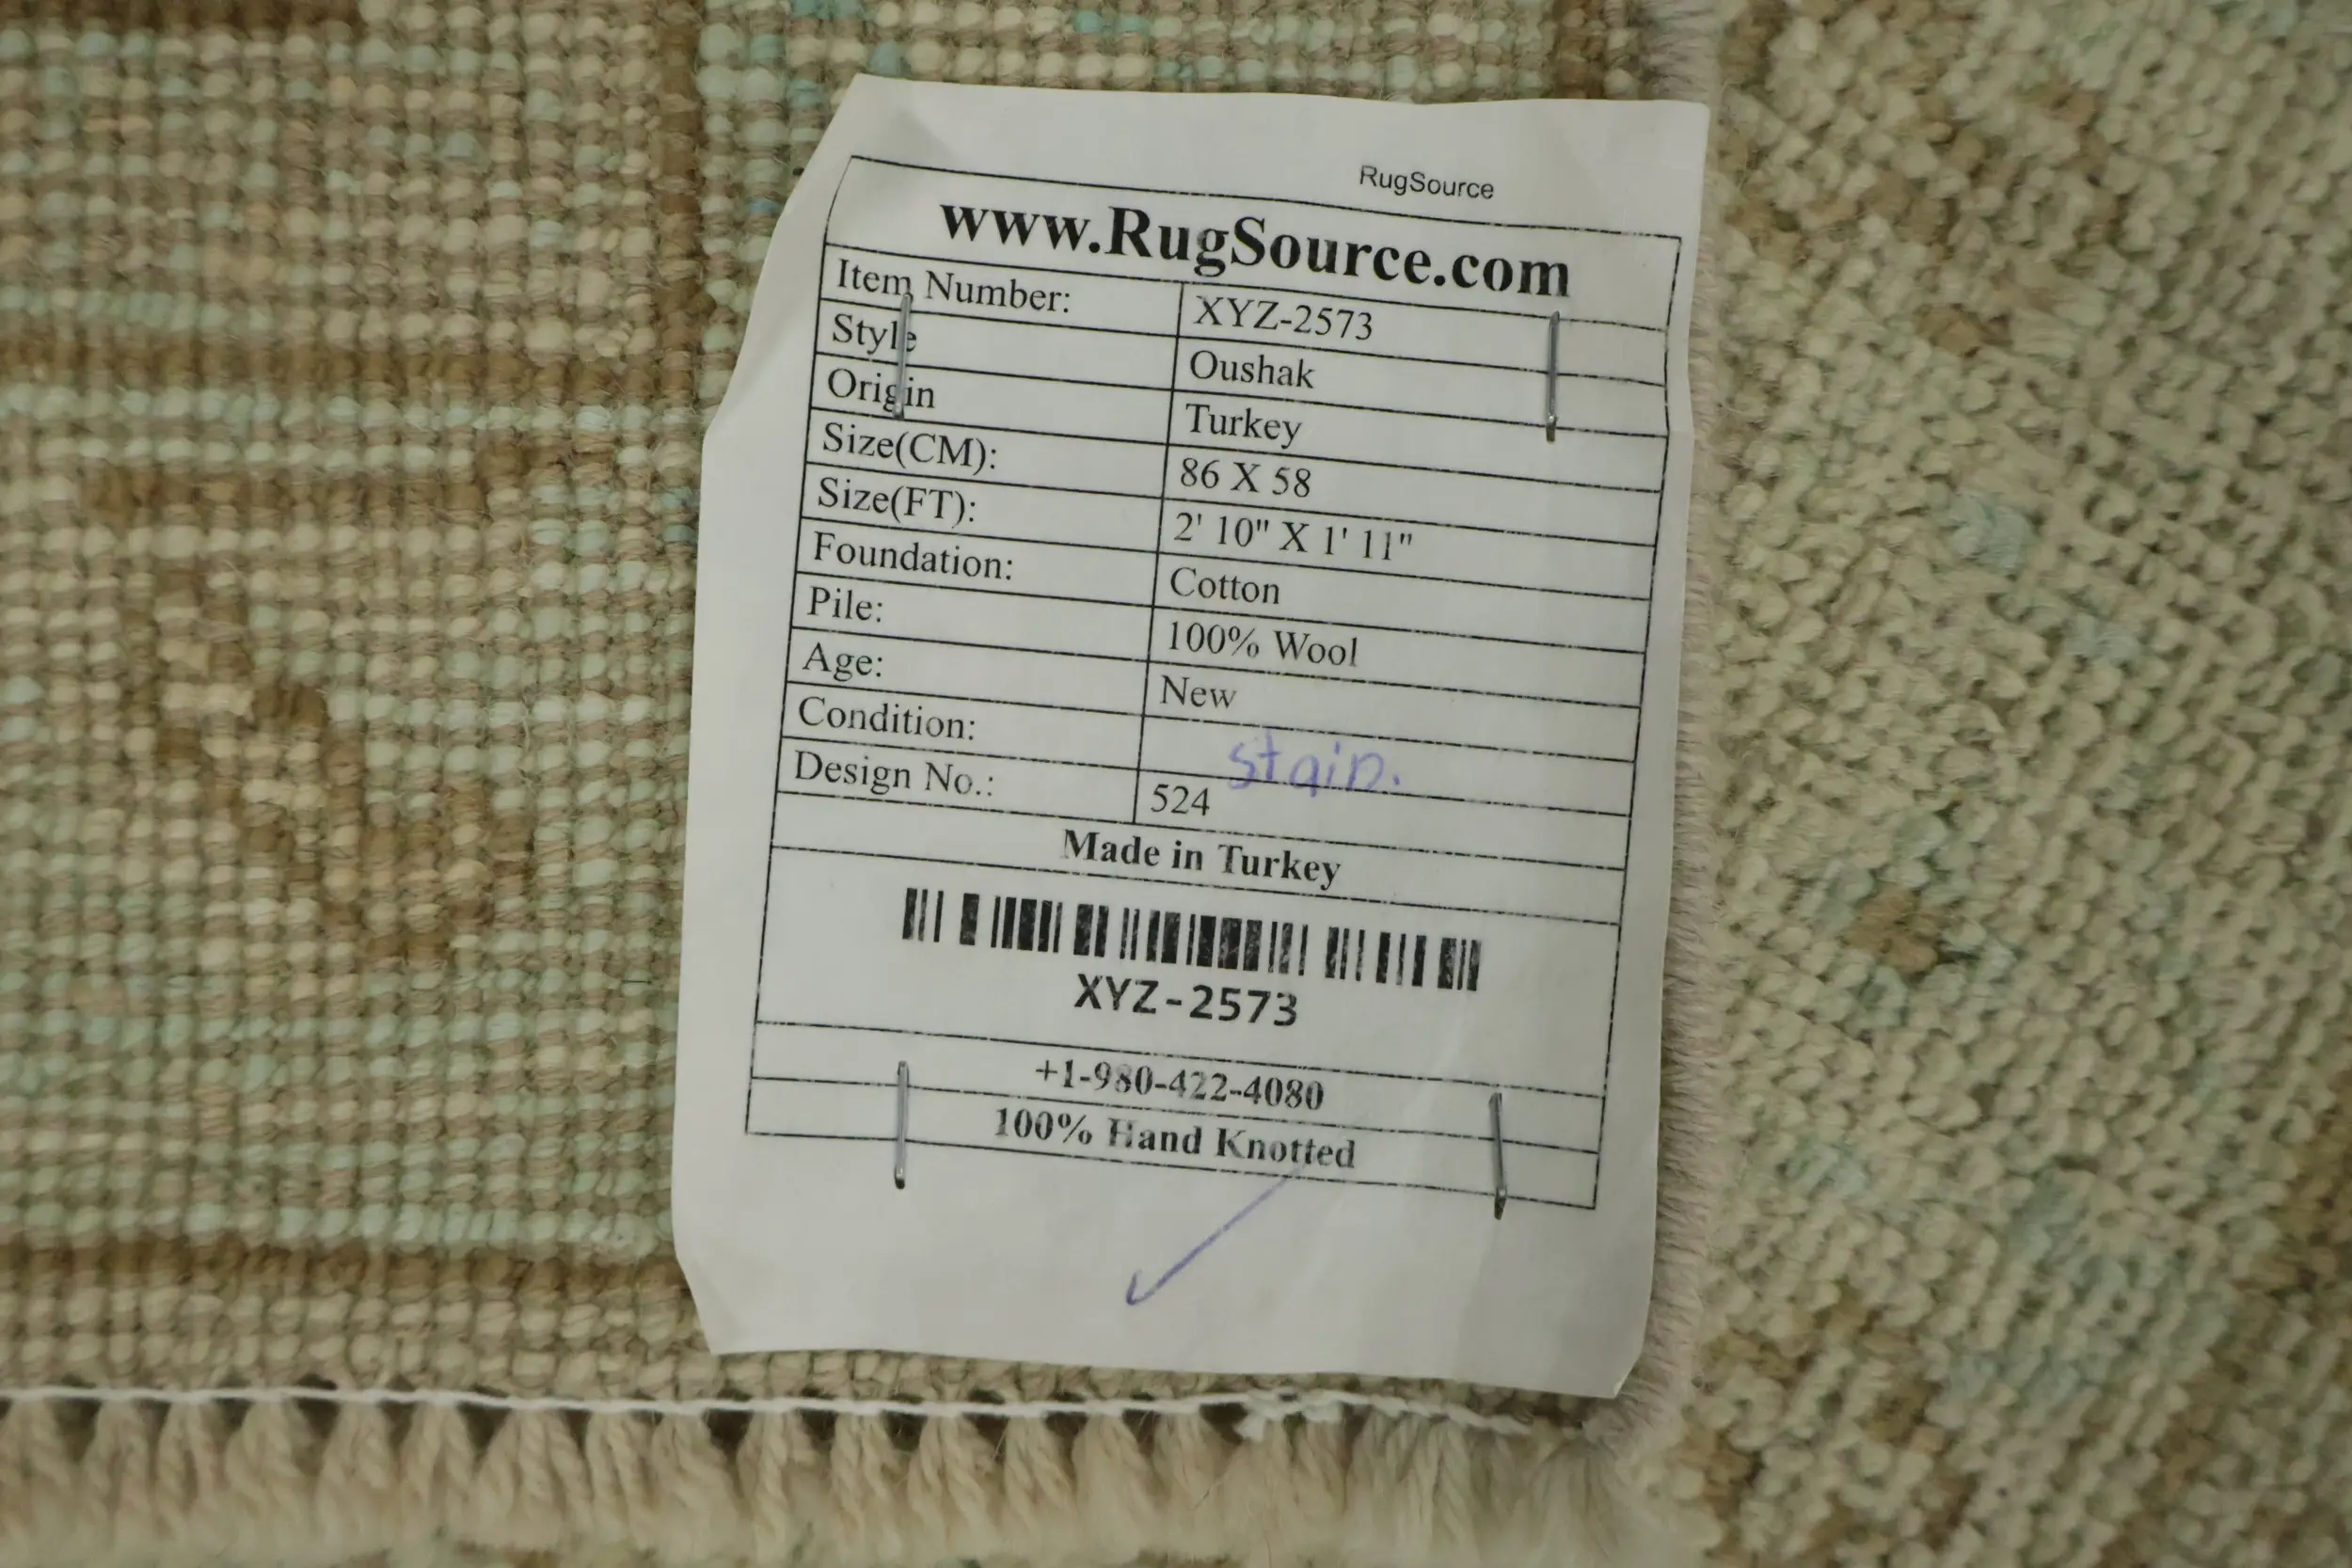 RugSource
www.RugSource.com
Item Number: XYZ-2573
Style Oushak
Origin Turkey
Size(CM): 86 X 58
Size(FT): 2' 10" X 1' 11"
Foundation: Cotton
Pile: 100% Wool
Age: New
Condition: stain.
Design No.: 524
Made in Turkey
XYZ-2573
+1-980-422-4080
100% Hand Knotted